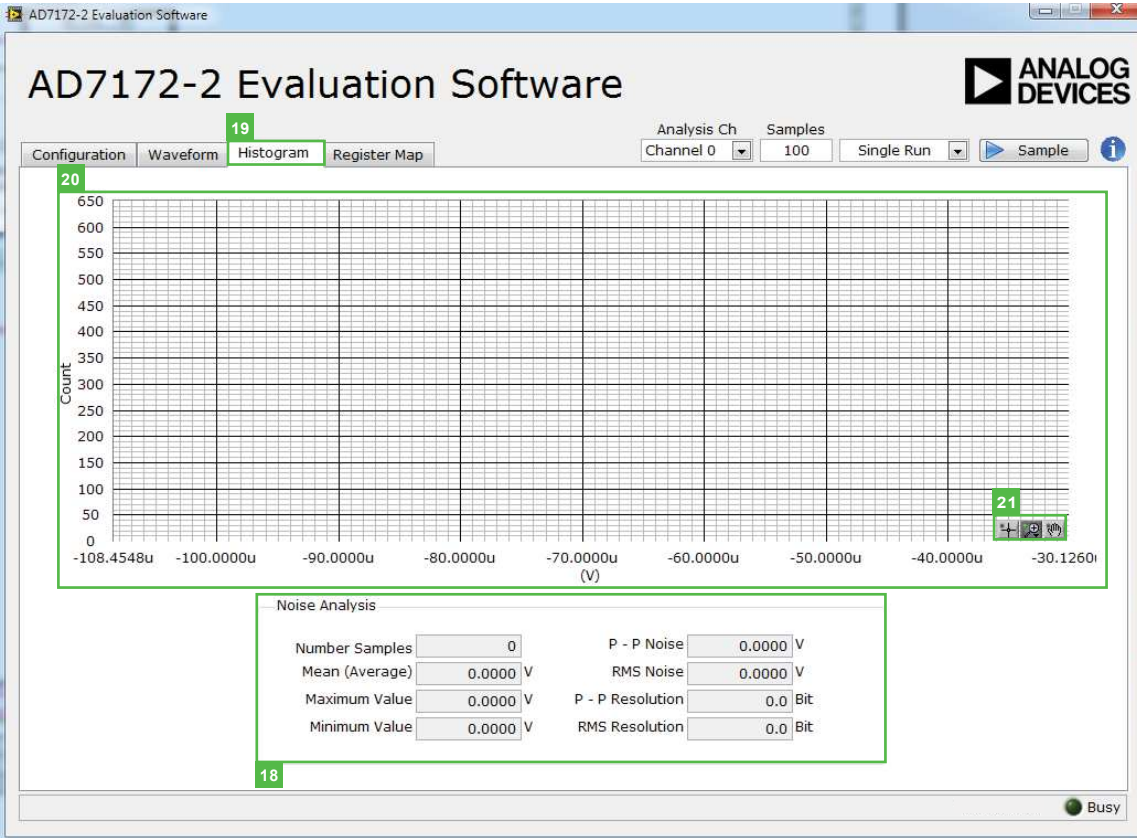 AD7172-2 Evaluation Software
AD7172-2 Evaluation Software
ANALOG
DEVICES
19
Analysis Ch Samples
Configuration Waveform Histogram Register Map Channel 0 100 Single Run Sample i
20
650
600
550
500
450
400
350
300
250
200
150
100
50
0
Count
21
-108.4548u -100.0000u -90.0000u -80.0000u -70.0000u -60.0000u -50.0000u -40.0000u -30.1260
(V)
Noise Analysis
Number Samples 0 P - P Noise 0.0000 V
Mean (Average) 0.0000 V RMS Noise 0.0000 V
Maximum Value 0.0000 V P - P Resolution 0.0 Bit
Minimum Value 0.0000 V RMS Resolution 0.0 Bit
18
Busy